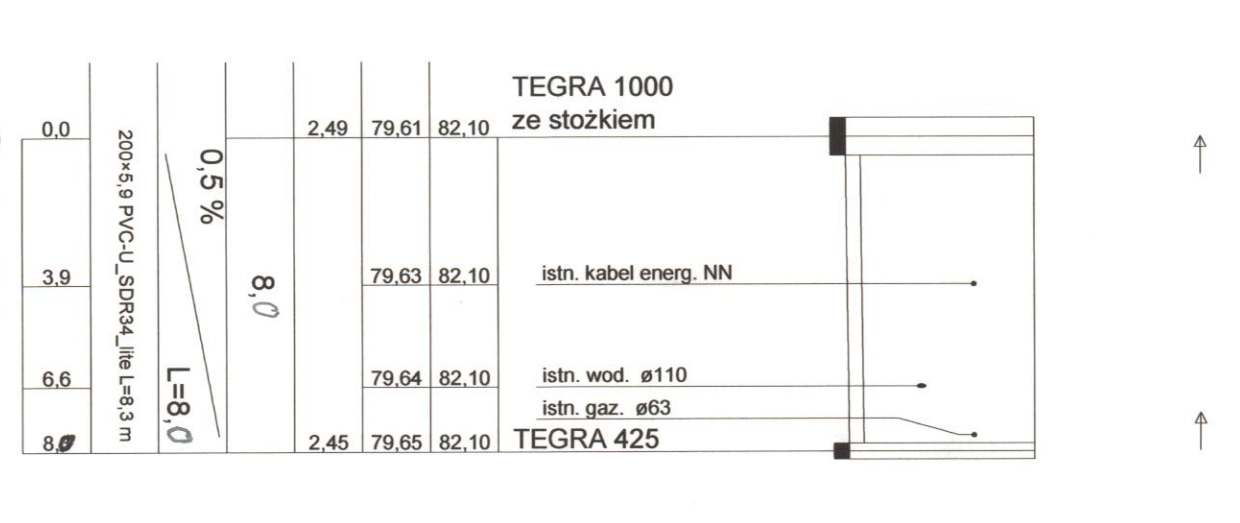 TEGRA 1000
ze stożkiem
0,0
2,49
79,61
82,10
200×5,9 PVC-U_SDR34_lite L=8,3 m
0,5 %
L=8,0
8,0
3,9
79,63
82,10
istn. kabel energ. NN
6,6
79,64
82,10
istn. wod. ø110
istn. gaz. ø63
8,0
2,45
79,65
82,10
TEGRA 425